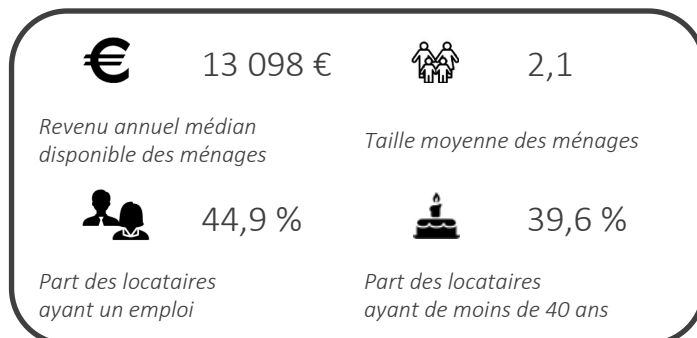 € 13 098 €
Revenu annuel médian
disponible des ménages
2,1
Taille moyenne des ménages
44,9 %
Part des locataires
ayant un emploi
39,6 %
Part des locataires
ayant de moins de 40 ans